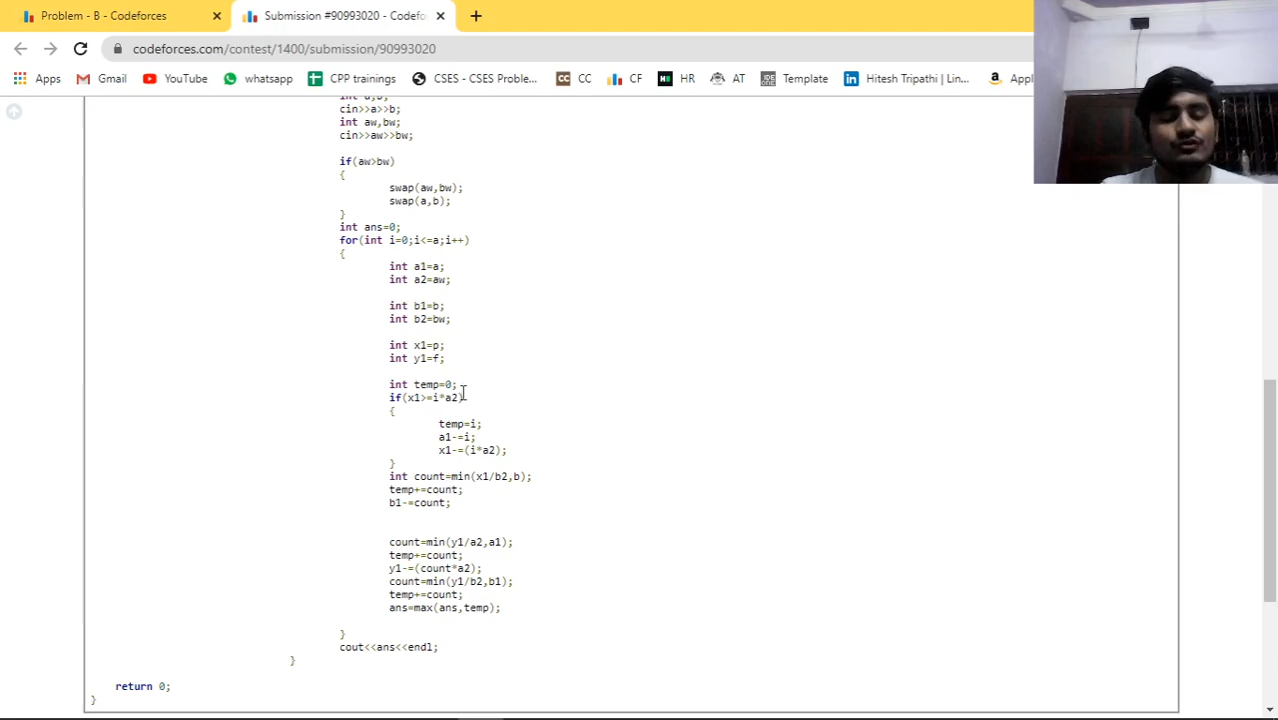 Problem - B - Codeforces
Submission #90993020 - Codefo
codeforces.com/contest/1400/submission/90993020
Apps Gmail YouTube whatsapp CPP trainings CSES - CSES Proble... CC CC CF HR AT IDE ONE Template Hitesh Tripathi | Lin... Appl
cin>>a>>b;
int aw,bw;
cin>>aw>>bw;
if(aw>bw)
{
swap(aw,bw);
swap(a,b);
}
int ans=0;
for(int i=0;i<=a;i++)
{
int a1=a;
int a2=aw;
int b1=b;
int b2=bw;
int x1=p;
int y1=f;
int temp=0;
if(x1>=i*a2)
{
temp=i;
a1-=i;
x1-=(i*a2);
}
int count=min(x1/b2,b);
temp+=count;
b1-=count;
count=min(y1/a2,a1);
temp+=count;
y1-=(count*a2);
count=min(y1/b2,b1);
temp+=count;
ans=max(ans,temp);
}
cout<<ans<<endl;
}
return 0;
}